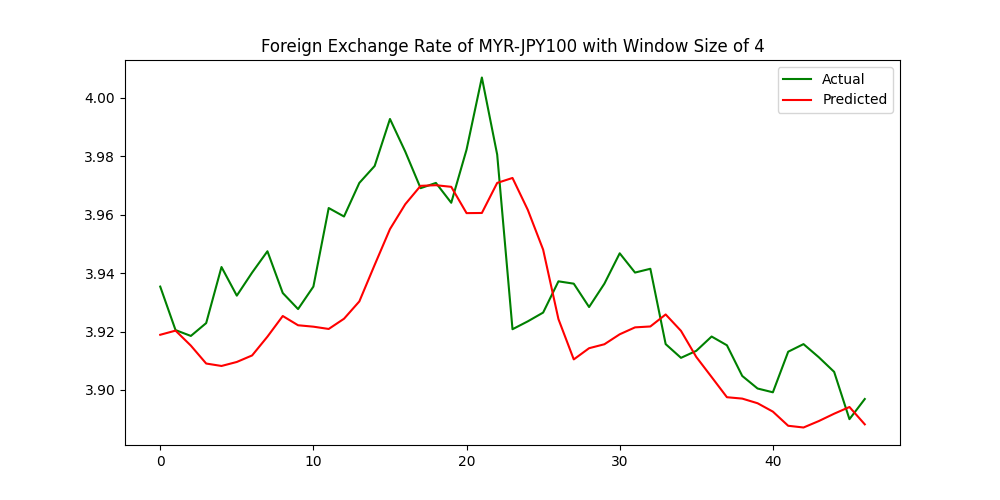 Foreign Exchange Rate of MYR-JPY100 with Window Size of 4
Actual
Predicted
4.00
3.98
3.96
3.94
3.92
3.90
0 10 20 30 40